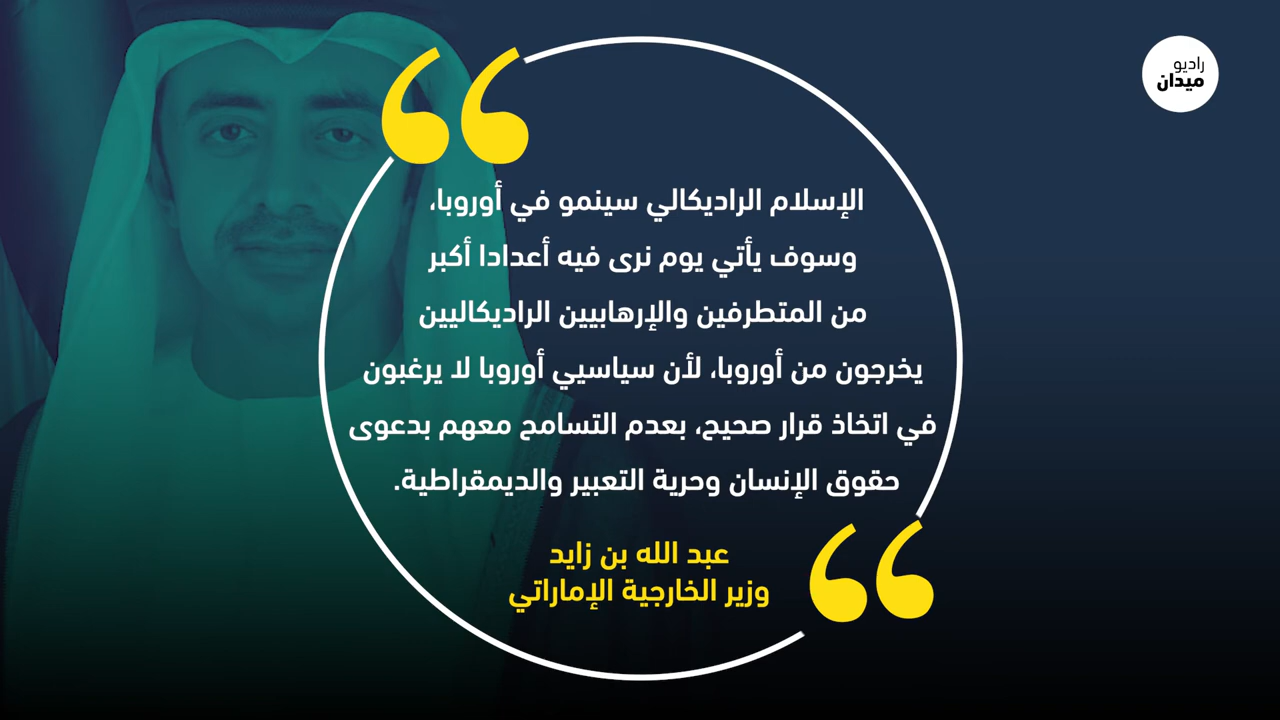 راديو
ميدان
الإسلام الراديكالي سينمو في أوروبا،
وسوف يأتي يوم نرى فيه أعدادا أكبر
من المتطرفين والإرهابيين الراديكاليين
يخرجون من أوروبا، لأن سياسيي أوروبا لا يرغبون
في اتخاذ قرار صحيح، بعدم التسامح معهم بدعوى
حقوق الإنسان وحرية التعبير والديمقراطية.
عبد الله بن زايد
وزير الخارجية الإماراتي